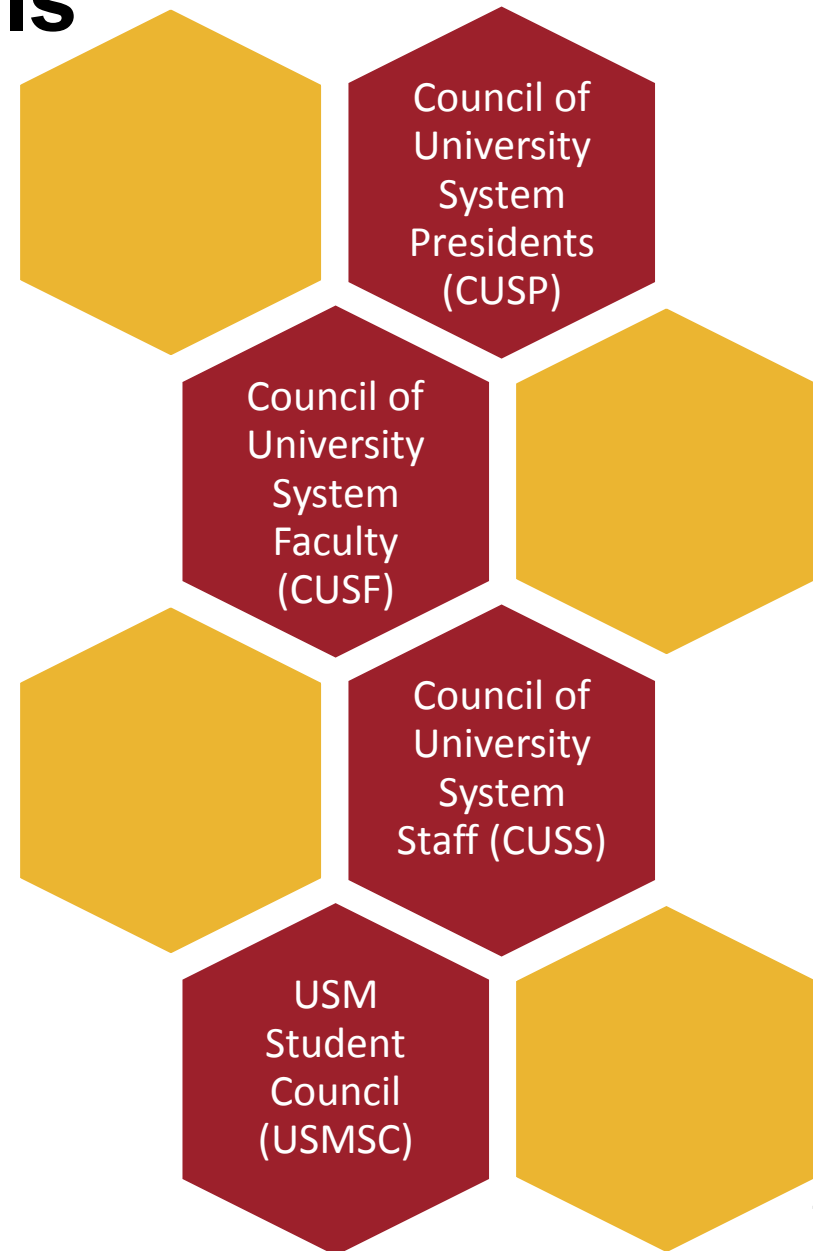 is
Council of
University
System
Presidents
(CUSP)
Council of
University
System
Faculty
(CUSF)
Council of
University
System
Staff (CUSS)
USM
Student
Council
(USMSC)